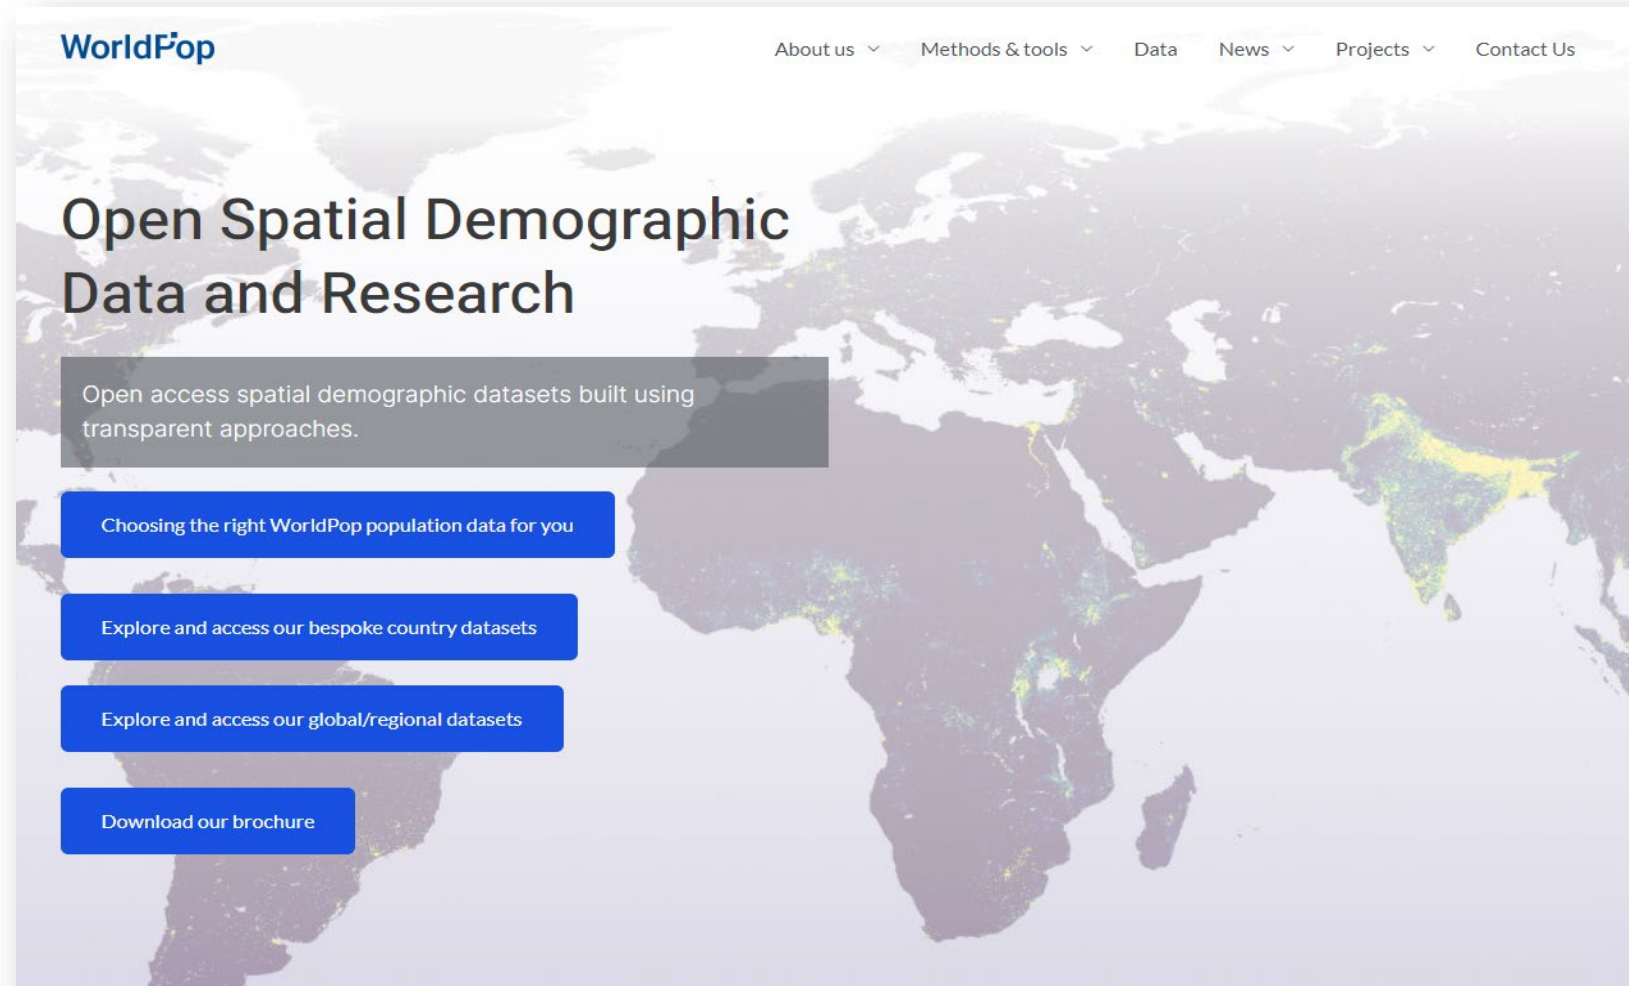 WorldPop
About us
Methods & tools
Data
News
Projects
Contact Us
Open Spatial Demographic
Data and Research
Open access spatial demographic datasets built using
transparent approaches.
Choosing the right WorldPop population data for you
Explore and access our bespoke country datasets
Explore and access our global/regional datasets
Download our brochure